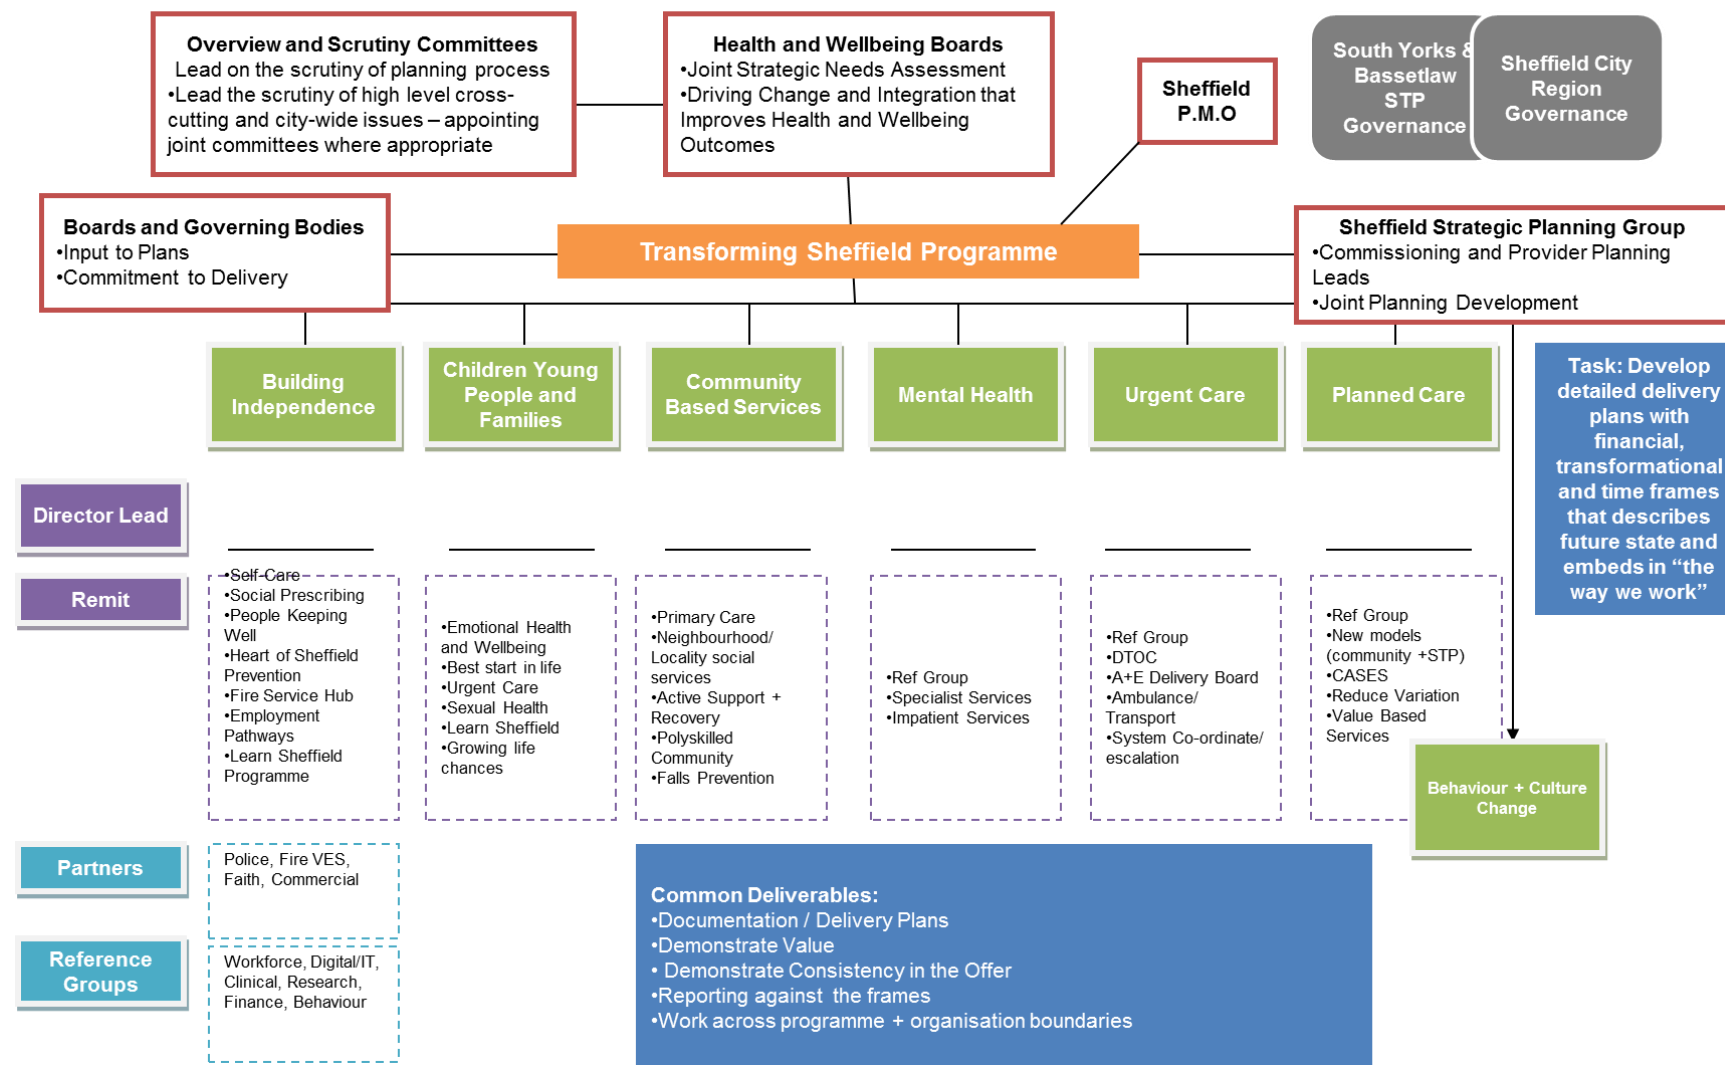 Overview and Scrutiny Committees
Lead on the scrutiny of planning process
•Lead the scrutiny of high level cross-
cutting and city-wide issues – appointing
joint committees where appropriate
Health and Wellbeing Boards
•Joint Strategic Needs Assessment
•Driving Change and Integration that
Improves Health and Wellbeing
Outcomes
Sheffield
P.M.O
South Yorks &
Bassetlaw
STP
Governance
Sheffield City
Region
Governance
Boards and Governing Bodies
•Input to Plans
•Commitment to Delivery
Transforming Sheffield Programme
Sheffield Strategic Planning Group
•Commissioning and Provider Planning
Leads
•Joint Planning Development
Building
Independence
Children Young
People and
Families
Community
Based Services
Mental Health
Urgent Care
Planned Care
Task: Develop
detailed delivery
plans with
financial,
transformational
and time frames
that describes
future state and
embeds in “the
way we work”
Director Lead
Remit
•Self-Care
•Social Prescribing
•People Keeping
Well
•Heart of Sheffield
Prevention
•Fire Service Hub
•Employment
Pathways
•Learn Sheffield
Programme
•Emotional Health
and Wellbeing
•Best start in life
•Urgent Care
•Sexual Health
•Learn Sheffield
•Growing life
chances
•Primary Care
•Neighbourhood/
Locality social
services
•Active Support +
Recovery
•Polyskilled
Community
•Falls Prevention
•Ref Group
•Specialist Services
•Impatient Services
•Ref Group
•DTOC
•A+E Delivery Board
•Ambulance/
Transport
•System Co-ordinate/
escalation
•Ref Group
•New models
(community +STP)
•CASES
•Reduce Variation
•Value Based
Services
Behaviour + Culture
Change
Partners
Police, Fire VES,
Faith, Commercial
Reference
Groups
Workforce, Digital/IT,
Clinical, Research,
Finance, Behaviour
Common Deliverables:
•Documentation / Delivery Plans
•Demonstrate Value
• Demonstrate Consistency in the Offer
•Reporting against the frames
•Work across programme + organisation boundaries